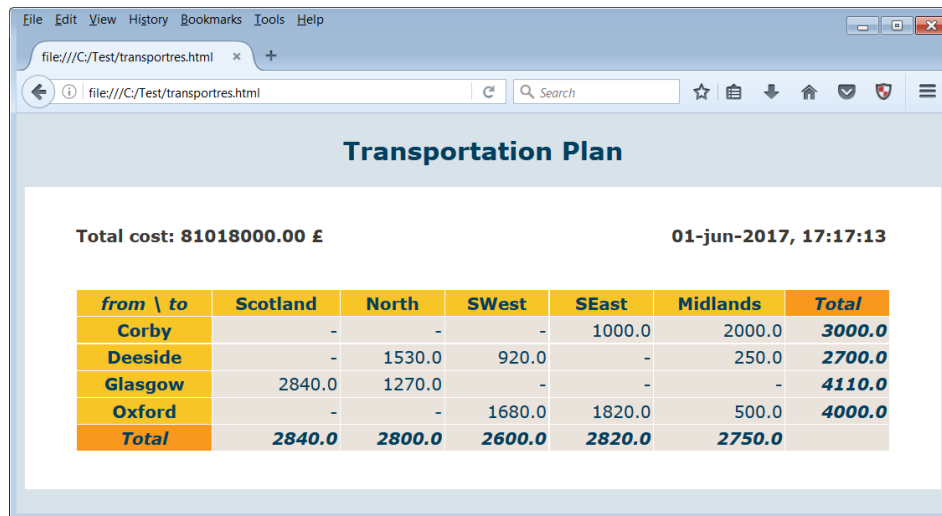 File Edit View History Bookmarks Tools Help
file:///C:/Test/transportres.html × +
file:///C:/Test/transportres.html Search
Transportation Plan
Total cost: 81018000.00 £ 01-jun-2017, 17:17:13
from \ to Scotland North SWest SEast Midlands Total
Corby - - - 1000.0 2000.0 3000.0
Deeside - 1530.0 920.0 - 250.0 2700.0
Glasgow 2840.0 1270.0 - - - 4110.0
Oxford - - 1680.0 1820.0 500.0 4000.0
Total 2840.0 2800.0 2600.0 2820.0 2750.0